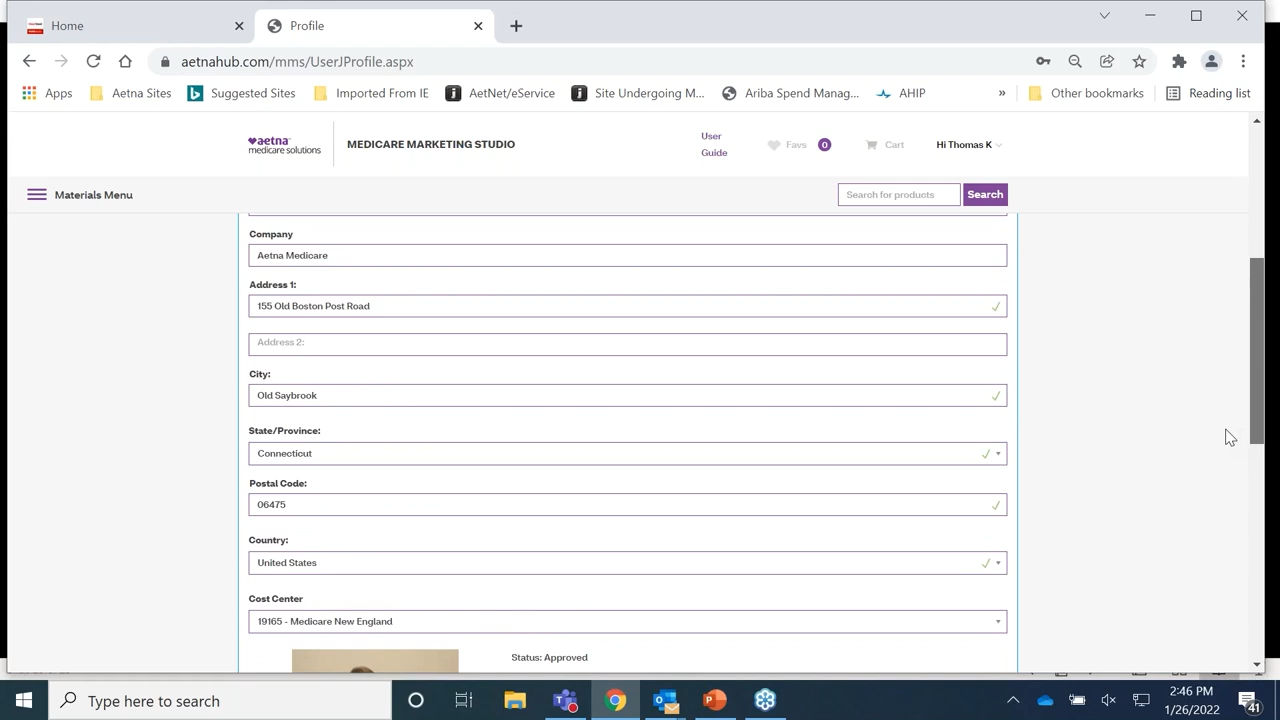 Home
Profile
aetnahub.com/mms/UserJProfile.aspx
Apps
Aetna Sites
Suggested Sites
Imported From IE
AetNet/eService
Site Undergoing M...
Ariba Spend Manag...
AHIP
»
Other bookmarks
Reading list
aetna™
medicare solutions
MEDICARE MARKETING STUDIO
User
Guide
Favs
0
Cart
Hi Thomas K
Materials Menu
Search for products
Search
Company
Aetna Medicare
Address 1:
155 Old Boston Post Road
Address 2:
City:
Old Saybrook
State/Province:
Connecticut
Postal Code:
06475
Country:
United States
Cost Center
19165 - Medicare New England
Status: Approved
Type here to search
2:46 PM
1/26/2022
41